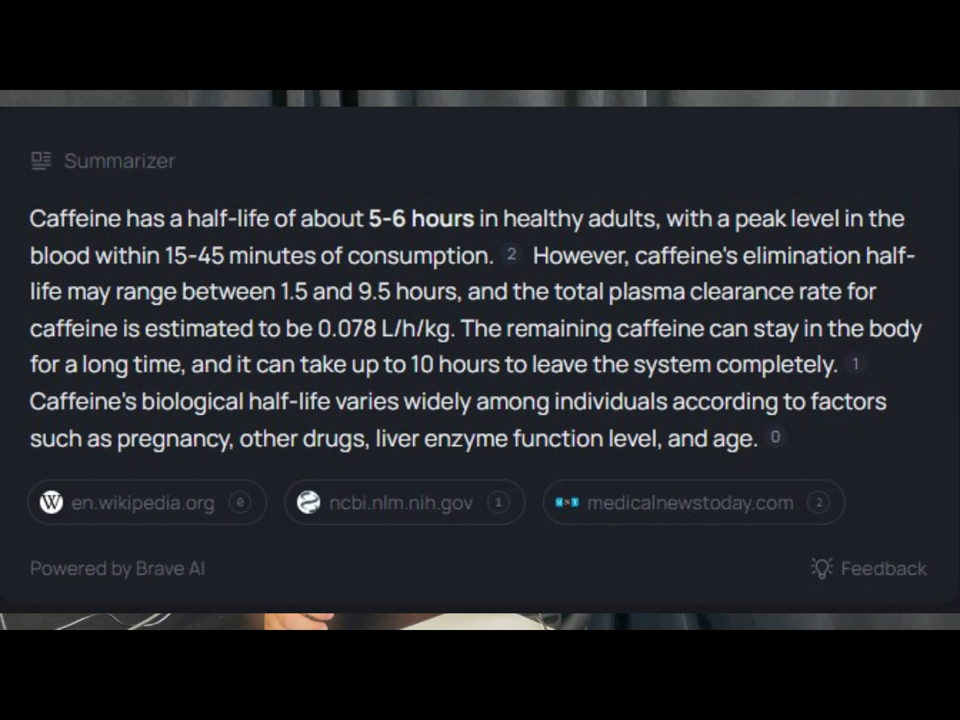 Summarizer
Caffeine has a half-life of about 5-6 hours in healthy adults, with a peak level in the
blood within 15-45 minutes of consumption. 2 However, caffeine's elimination half-
life may range between 1.5 and 9.5 hours, and the total plasma clearance rate for
caffeine is estimated to be 0.078 L/h/kg. The remaining caffeine can stay in the body
for a long time, and it can take up to 10 hours to leave the system completely. 1
Caffeine's biological half-life varies widely among individuals according to factors
such as pregnancy, other drugs, liver enzyme function level, and age. 0
W en.wikipedia.org 0 ncbi.nlm.nih.gov 1 MNT medicalnewstoday.com 2
Powered by Brave AI Feedback